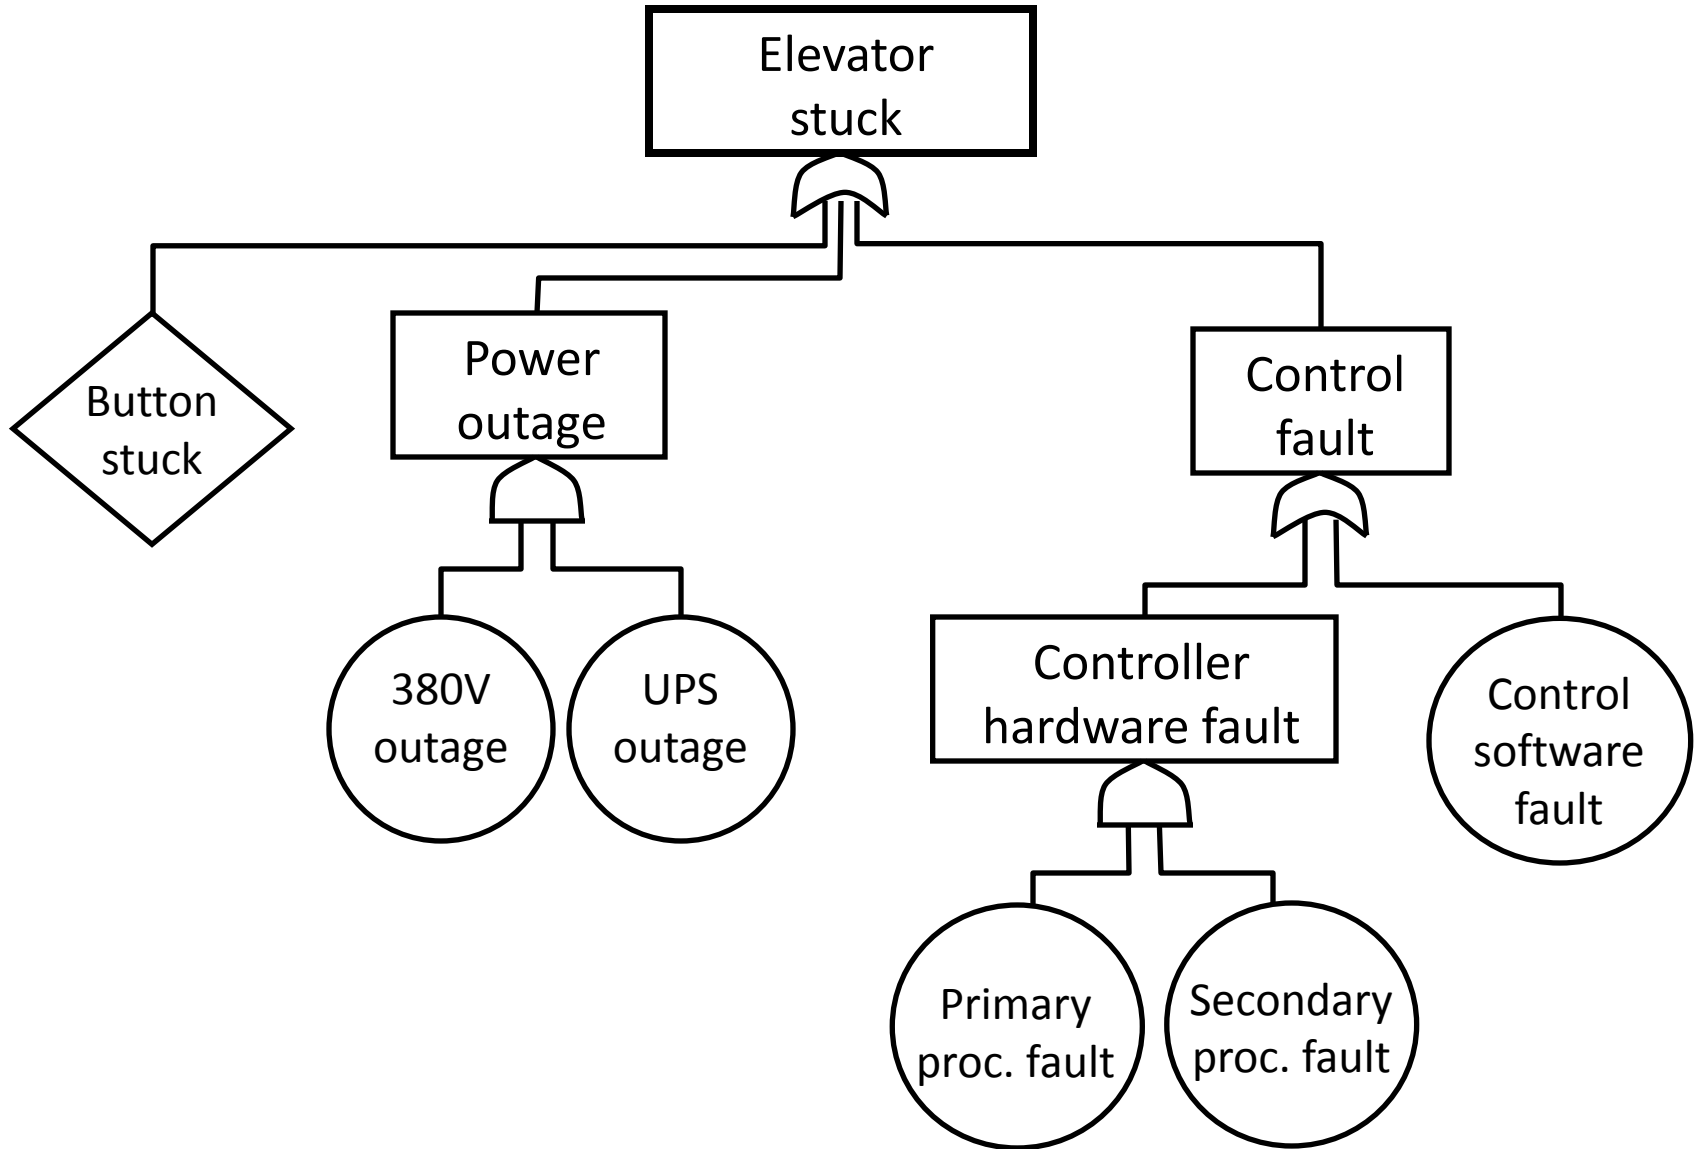 Elevator
stuck
Button
stuck
Power
outage
Control
fault
380V
outage
UPS
outage
Controller
hardware fault
Control
software
fault
Primary
proc. fault
Secondary
proc. fault